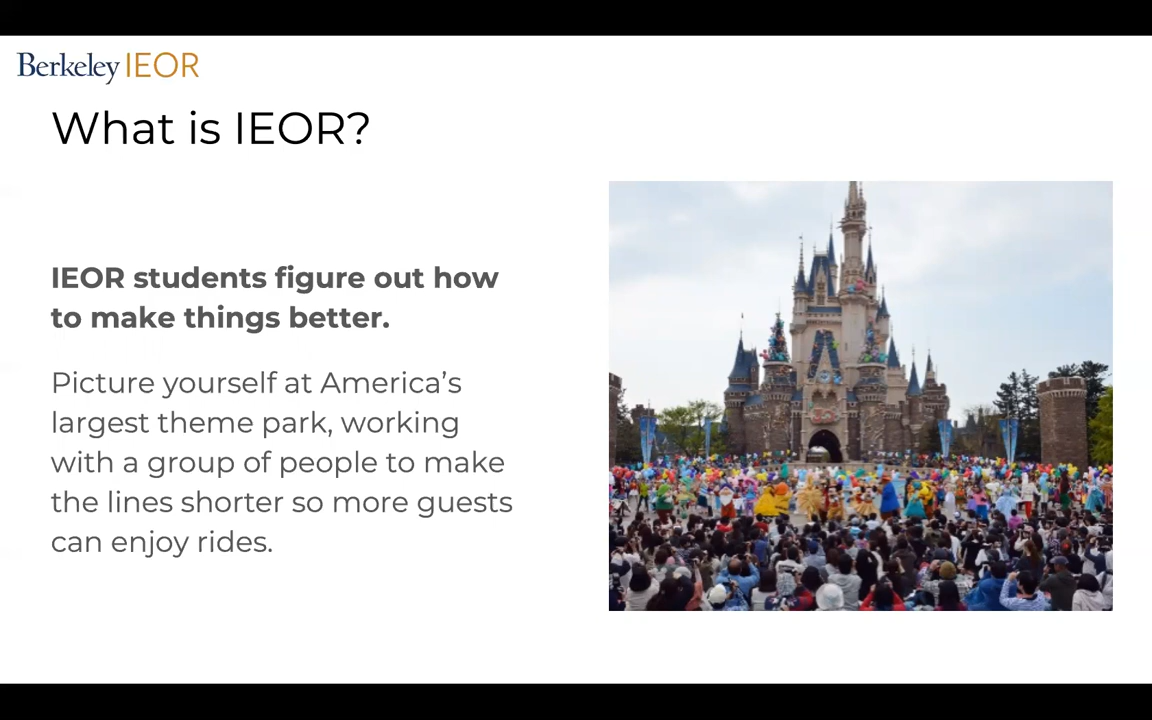 Berkeley IEOR
What is IEOR?
IEOR students figure out how
to make things better.
Picture yourself at America’s
largest theme park, working
with a group of people to make
the lines shorter so more guests
can enjoy rides.